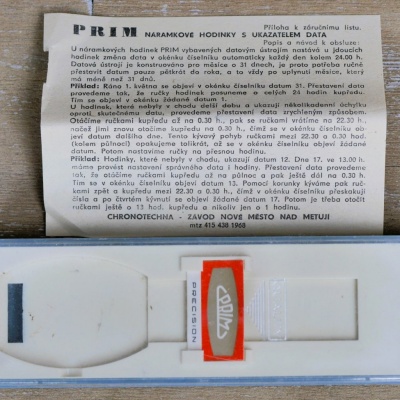 Příloha k záručnímu listu.
PRIM NÁRAMKOVÉ HODINKY S UKAZATELEM DATA
Popis a návod k obsluze:
U náramkových hodinek PRIM vybavených datovým ústrojím nastává u jdoucích
hodinek změna data v okénku číselníku automaticky každý den kolem 24.00 h.
Datová ústrojí je konstruováno pro měsíce o 31 dnech, je proto potřeba ručně
přestavit datum pouze pětkrát do roka, a to vždy po uplynutí měsíce, který
má méně než 31 dnů.
Příklad: Ráno 1. května se objeví v okénku číselníku datum 31. Přestavení data
provedeme tak, že ručky hodinek posuneme o celých 24 hodin kupředu.
Tím se objeví v okénku žádané datum 1.
U hodinek, které nebyly v chodu delší dobu a ukazují několikadenní úchylku
oproti skutečnému datu, provedeme přestavení data zrychleným způsobem.
Otáčíme ručkami kupředu až na 0.30 h., pak se ručkami vrátíme na 22.30 h.,
načež jimi znovu otáčíme kupředu na 0.30 h., čímž se v okénku číselníku ob-
jeví datum dalšího dne. Tento kývavý pohyb ruček mezi 22.30 a 0.30 h. (tedy
kolem půlnoci) opakujeme tolikrát, až se v okénku číselníku objeví žádané
datum. Potom nastavíme ručky na přesnou hodinu.
Příklad: Hodinky, které nebyly v chodu, ukazují datum 12. Dne 17. ve 13.00 h.
máme provést nastavení správného data i hodin. Přestavení data provedeme
tak, že otáčíme ručkami kupředu až na půlnoc a pak ještě dál na 0.30 h.
Tím se v okénku číselníku objeví datum 13. Pomocí korunky kýváme pak ruč-
kami zpět a kupředu mezi 22.30 a 0.30 h., přičemž v okénku číselníku přeskakují
čísla a po čtvrtém kývnutí se objeví datum 17. Potom je třeba otočit
ručkami ještě o 13 hod. kupředu a nikoliv jen o 1 hodinu.
CHRONOTECHNA - ZÁVOD NOVÉ MĚSTO NAD METUJÍ
mtz 415 438 1968
PRECISION
PRIM